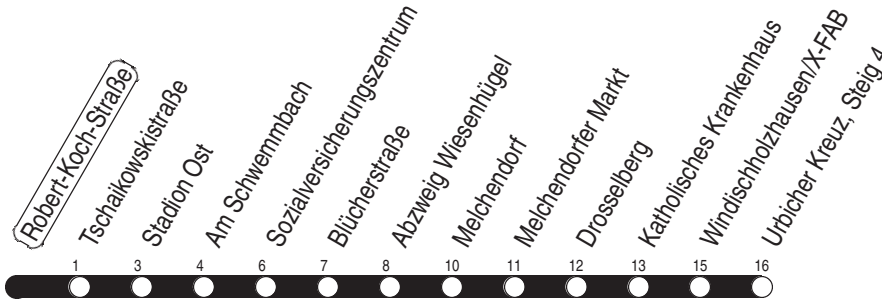 Robert-Koch-Straße
Tschaikowskistraße
Stadion Ost
Am Schwemmbach
Sozialversicherungszentrum
Blücherstraße
Abzweig Wiesenhügel
Melchendorf
Melchendorfer Markt
Drosselberg
Katholisches Krankenhaus
Windischholzhausen/X-FAB
Urbicher Kreuz, Steig 4
1 3 4 6 7 8 10 11 12 13 15 16